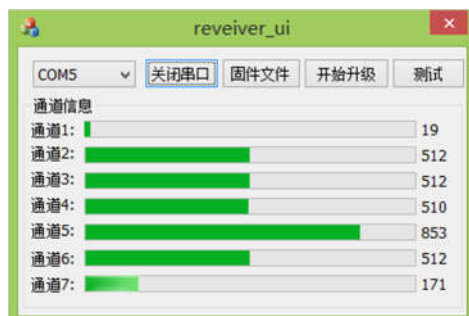 reveiver_ui
COM5 关闭串口 固件文件 开始升级 测试
通道信息
通道1: 19
通道2: 512
通道3: 512
通道4: 510
通道5: 853
通道6: 512
通道7: 171